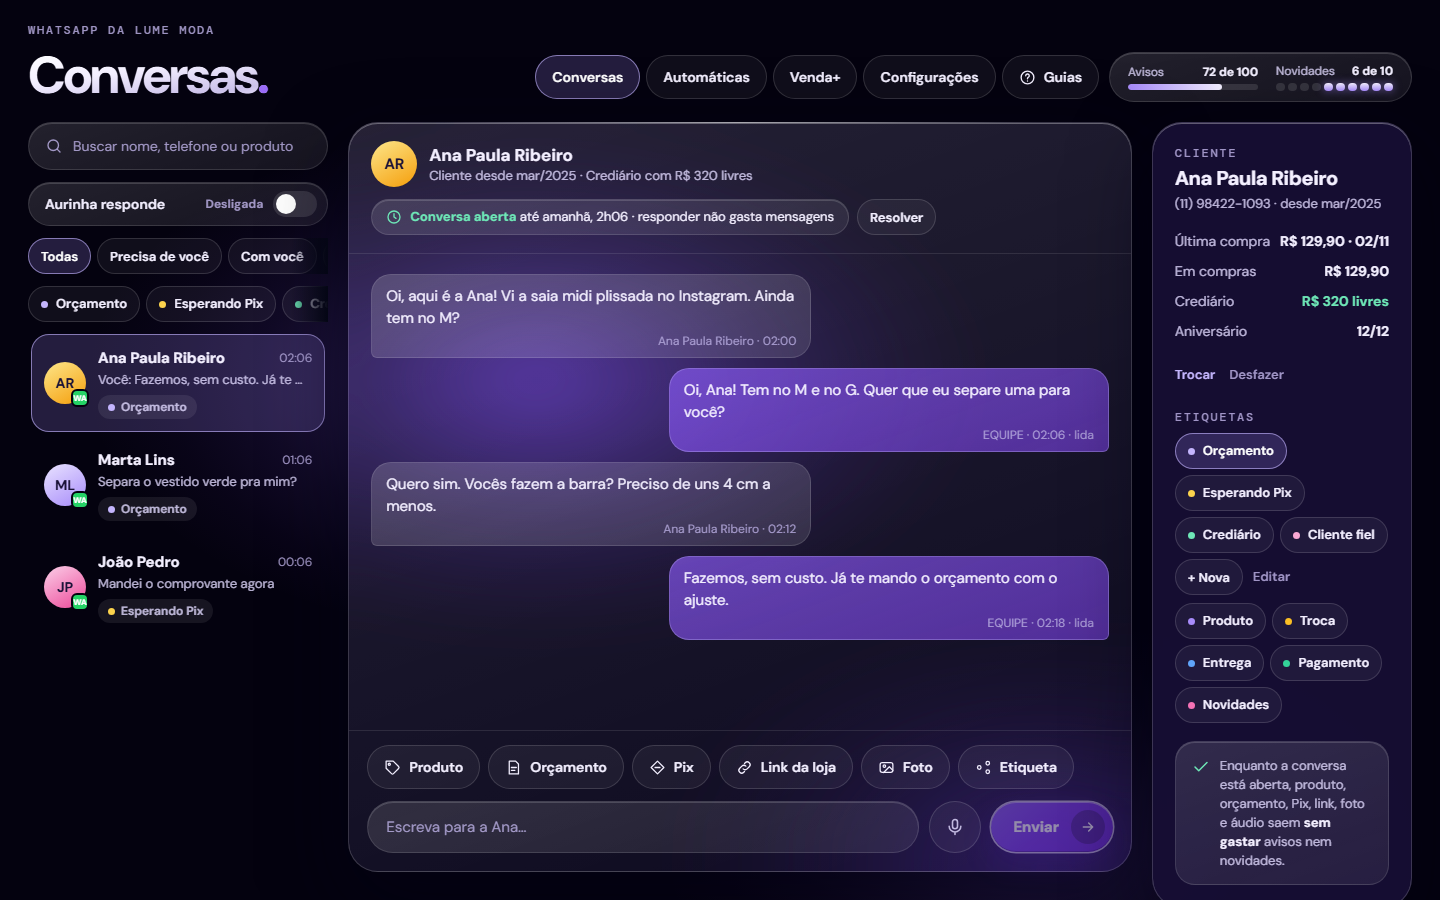 WHATSAPP DA LUME MODA
Conversas.
Conversas
Automáticas
Venda+
Configurações
Guias
Avisos 72 de 100
Novidades 6 de 10
Buscar nome, telefone ou produto
Aurinha responde Desligada
Todas
Precisa de você
Com você
Orçamento
Esperando Pix
AR
WA
Ana Paula Ribeiro 02:06
Você: Fazemos, sem custo. Já te ...
Orçamento
ML
WA
Marta Lins 01:06
Separa o vestido verde pra mim?
Orçamento
JP
WA
João Pedro 00:06
Mandei o comprovante agora
Esperando Pix
AR
Ana Paula Ribeiro
Cliente desde mar/2025 · Crediário com R$ 320 livres
Conversa aberta até amanhã, 2h06 · responder não gasta mensagens
Resolver
Oi, aqui é a Ana! Vi a saia midi plissada no Instagram. Ainda
tem no M?
Ana Paula Ribeiro · 02:00
Oi, Ana! Tem no M e no G. Quer que eu separe uma para
você?
EQUIPE · 02:06 · lida
Quero sim. Vocês fazem a barra? Preciso de uns 4 cm a
menos.
Ana Paula Ribeiro · 02:12
Fazemos, sem custo. Já te mando o orçamento com o
ajuste.
EQUIPE · 02:18 · lida
Produto
Orçamento
Pix
Link da loja
Foto
Etiqueta
Escreva para a Ana...
Enviar
CLIENTE
Ana Paula Ribeiro
(11) 98422-1093 · desde mar/2025
Última compra R$ 129,90 · 02/11
Em compras R$ 129,90
Crediário R$ 320 livres
Aniversário 12/12
Trocar Desfazer
ETIQUETAS
Orçamento
Esperando Pix
Crediário
Cliente fiel
+ Nova
Editar
Produto
Troca
Entrega
Pagamento
Novidades
Enquanto a conversa
está aberta, produto,
orçamento, Pix, link, foto
e áudio saem sem
gastar avisos nem
novidades.